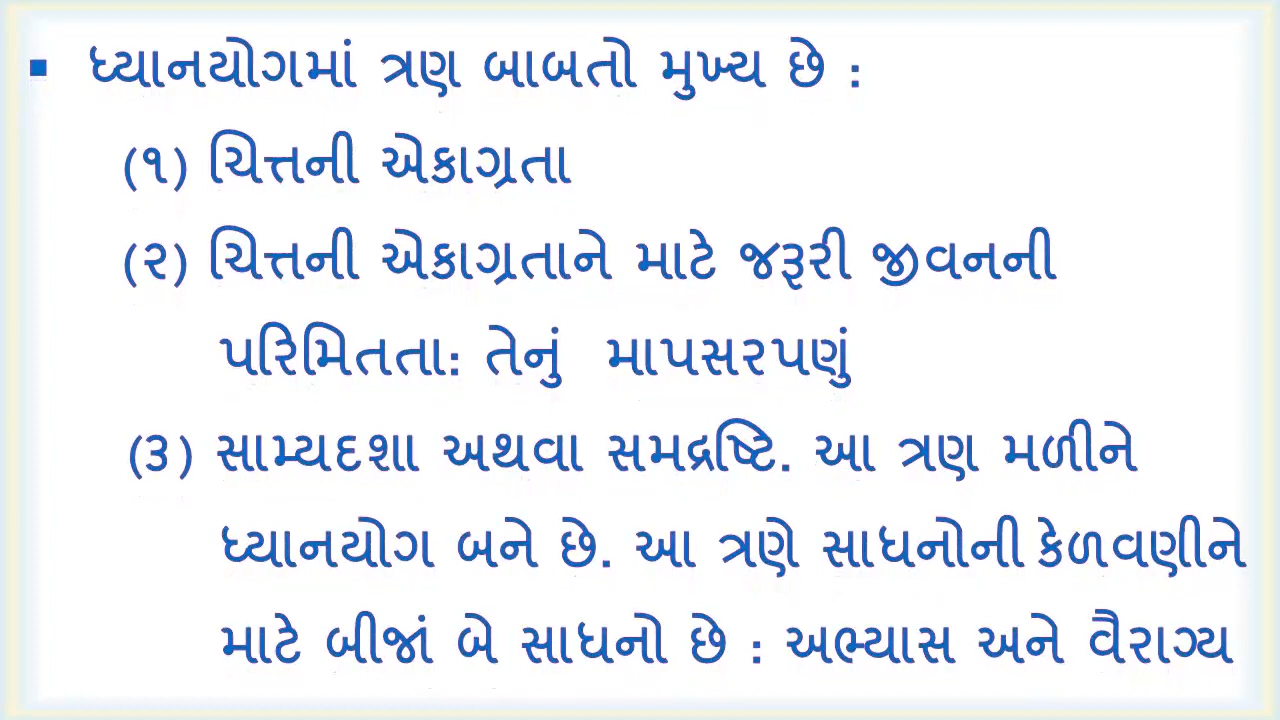 ▪ ધ્યાનયોગમાં ત્રણ બાબતો મુખ્ય છે :
(૧) ચિત્તની એકાગ્રતા
(૨) ચિત્તની એકાગ્રતાને માટે જરૂરી જીવનની
પરિમિતતા: તેનું માપસરપણું
(૩) સામ્યદશા અથવા સમદ્રષ્ટિ. આ ત્રણ મળીને
ધ્યાનયોગ બને છે. આ ત્રણે સાધનોની કેળવણીને
માટે બીજાં બે સાધનો છે : અભ્યાસ અને વૈરાગ્ય